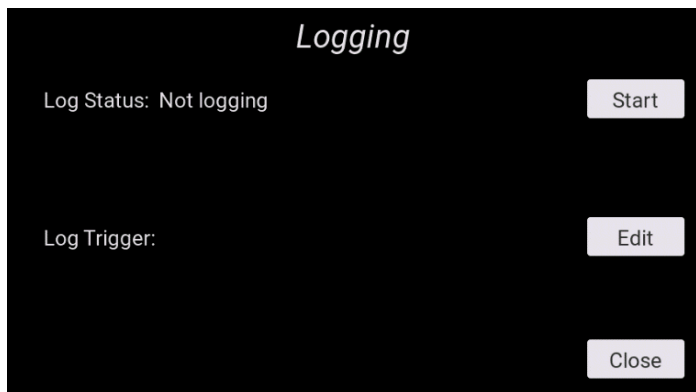 Logging
Log Status: Not logging
Start
Log Trigger:
Edit
Close